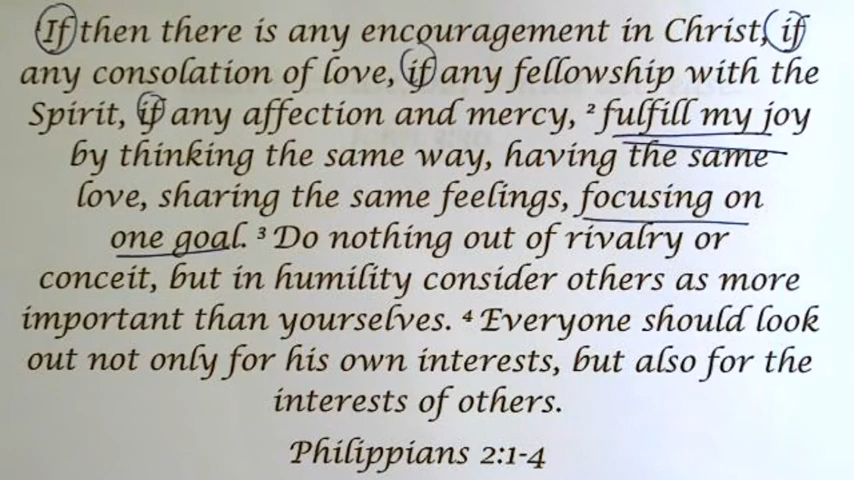 If then there is any encouragement in Christ, if
any consolation of love, if any fellowship with the
Spirit, if any affection and mercy, ² fulfill my joy
by thinking the same way, having the same
love, sharing the same feelings, focusing on
one goal. ³ Do nothing out of rivalry or
conceit, but in humility consider others as more
important than yourselves. ⁴ Everyone should look
out not only for his own interests, but also for the
interests of others.
Philippians 2:1-4